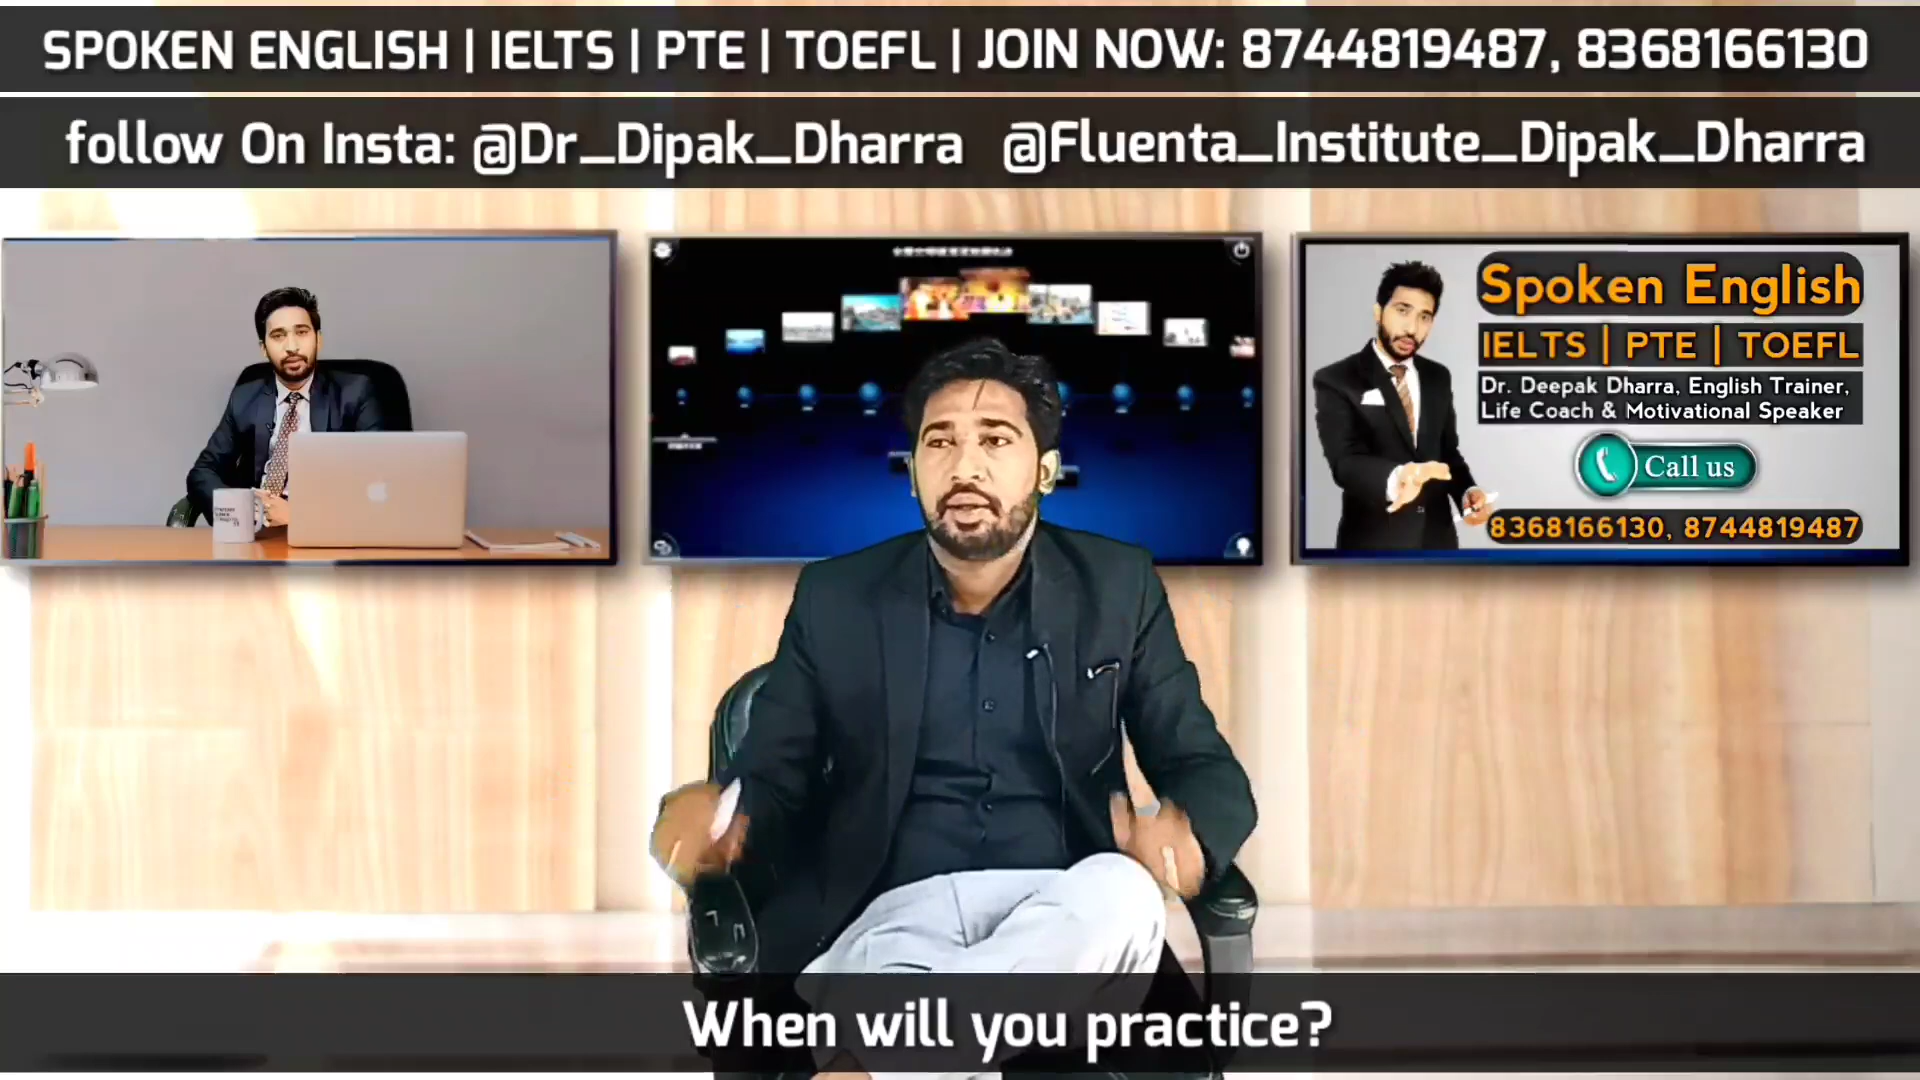 SPOKEN ENGLISH | IELTS | PTE | TOEFL | JOIN NOW: 8744819487, 8368166130
follow On Insta: @Dr_Dipak_Dharra @Fluenta_Institute_Dipak_Dharra
Spoken English
IELTS | PTE | TOEFL
Dr. Deepak Dharra, English Trainer,
Life Coach & Motivational Speaker
Call us
8368166130, 8744819487
When will you practice?